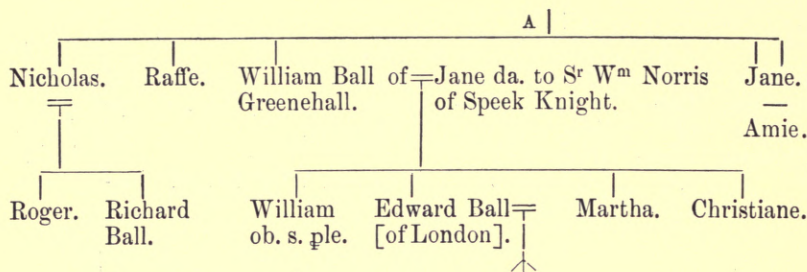 A
Nicholas. Raffe. William Ball of Jane da. to Sʳ Wᵐ Norris Jane.
Greenehall. of Speek Knight. —
Amie.
Roger. Richard William Edward Ball Martha. Christiane.
Ball. ob. s. ꝑle. [of London].